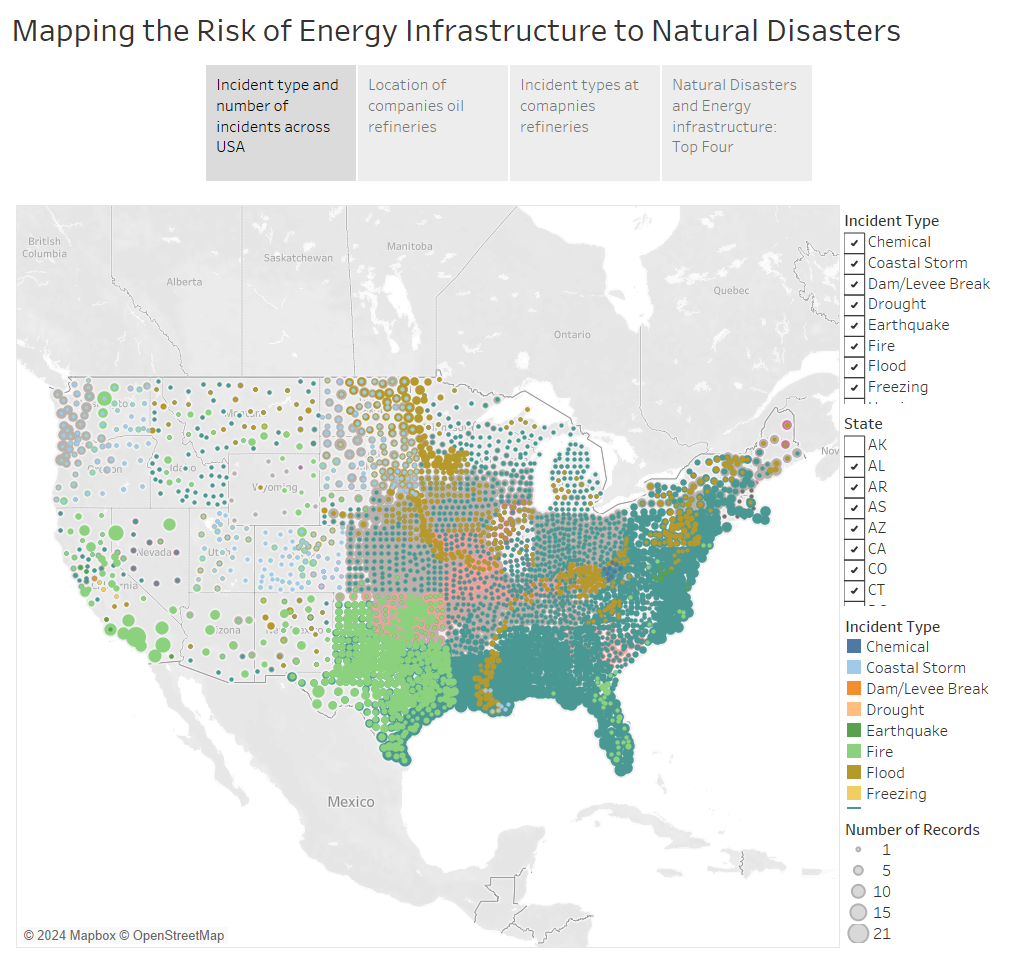 Mapping the Risk of Energy Infrastructure to Natural Disasters
Incident type and
number of
incidents across
USA
Location of
companies oil
refineries
Incident types at
comapnies
refineries
Natural Disasters
and Energy
infrastructure:
Top Four
British
Columbia
Alberta
Saskatchewan
Manitoba
Ontario
Quebec
Nov
Idaho
Wyoming
Nevada
Utah
Mexico
© 2024 Mapbox © OpenStreetMap
Incident Type
Chemical
Coastal Storm
Dam/Levee Break
Drought
Earthquake
Fire
Flood
Freezing
State
AK
AL
AR
AS
AZ
CA
CO
CT
Incident Type
Chemical
Coastal Storm
Dam/Levee Break
Drought
Earthquake
Fire
Flood
Freezing
Number of Records
1
5
10
15
21